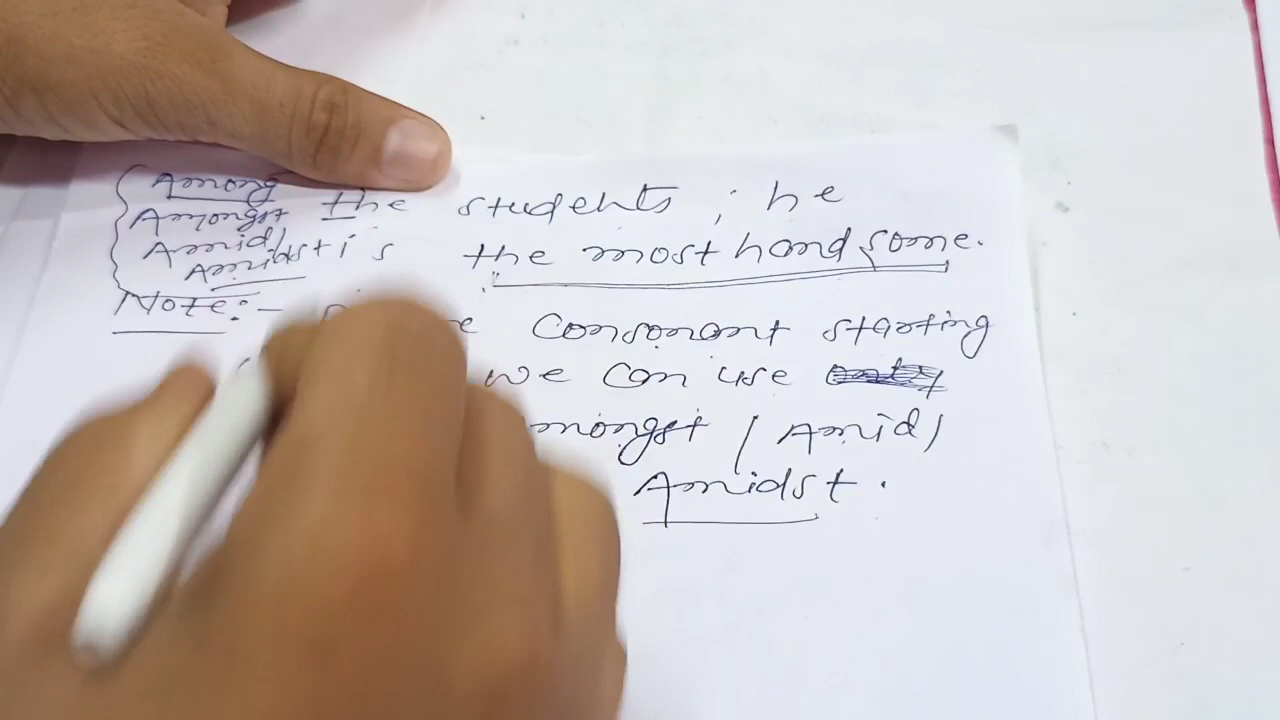 Among
Amongst the students ; he
Amid/
Amidst is the most handsome.
Note:-
Consonant starting
we can use
mongst / Amid/
Amidst.